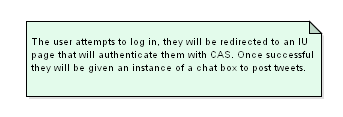 The user attempts to log in, they will be redirected to an IU
page that will authenticate them with CAS. Once successful
they will be given an instance of a chat box to post tweets.